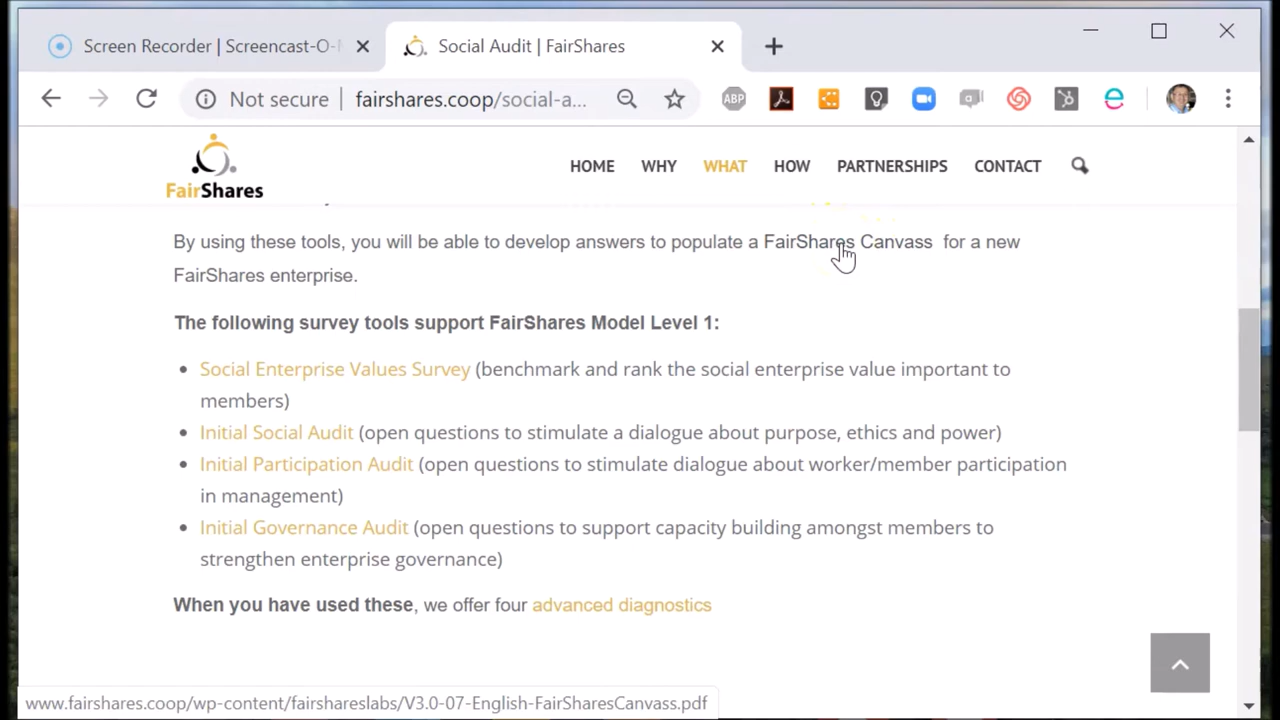 Screen Recorder | Screencast-O-
Social Audit | FairShares
Not secure
fairshares.coop/social-a...
ABP
HOME WHY WHAT HOW PARTNERSHIPS CONTACT
FairShares
By using these tools, you will be able to develop answers to populate a FairShares Canvass for a new
FairShares enterprise.
The following survey tools support FairShares Model Level 1:
Social Enterprise Values Survey (benchmark and rank the social enterprise value important to
members)
Initial Social Audit (open questions to stimulate a dialogue about purpose, ethics and power)
Initial Participation Audit (open questions to stimulate dialogue about worker/member participation
in management)
Initial Governance Audit (open questions to support capacity building amongst members to
strengthen enterprise governance)
When you have used these, we offer four advanced diagnostics
www.fairshares.coop/wp-content/fairshareslabs/V3.0-07-English-FairSharesCanvass.pdf